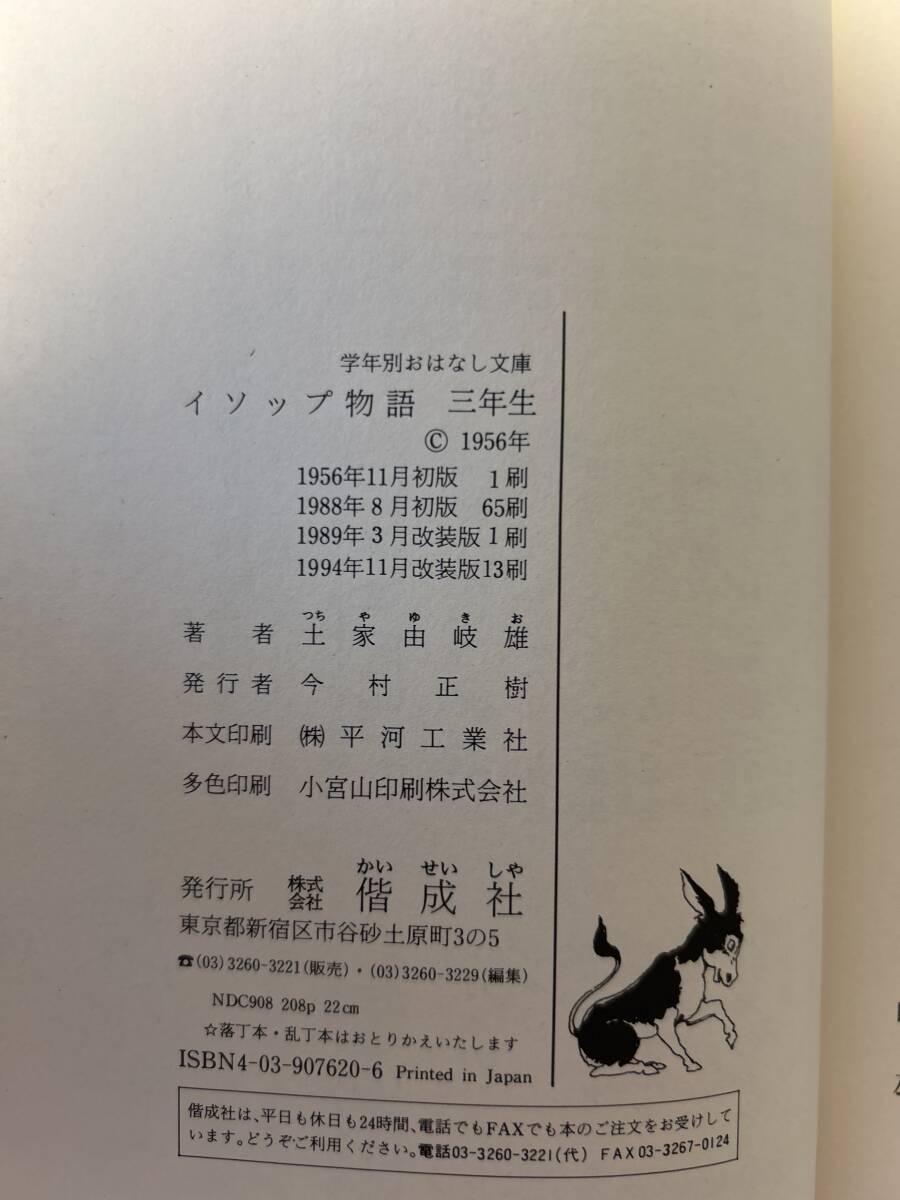 学年別おはなし文庫
イソップ物語 三年生
© 1956年
1956年11月初版 1刷
1988年8月初版 65刷
1989年3月改装版1刷
1994年11月改装版13刷
つち や ゆ き お
著者 土家由岐雄
発行者 今村正樹
本文印刷 ㈱平河工業社
多色印刷 小宮山印刷株式会社
かい せい しゃ
発行所 株式会社 偕成社
東京都新宿区市谷砂土原町3の5
☎(03)3260-3221(販売)・(03)3260-3229(編集)
NDC908 208p 22cm
☆落丁本・乱丁本はおとりかえいたします
ISBN4-03-907620-6 Printed in Japan
偕成社は、平日も休日も24時間、電話でもFAXでも本のご注文をお受けして
います。どうぞご利用ください。電話03-3260-3221(代) FAX03-3267-0124